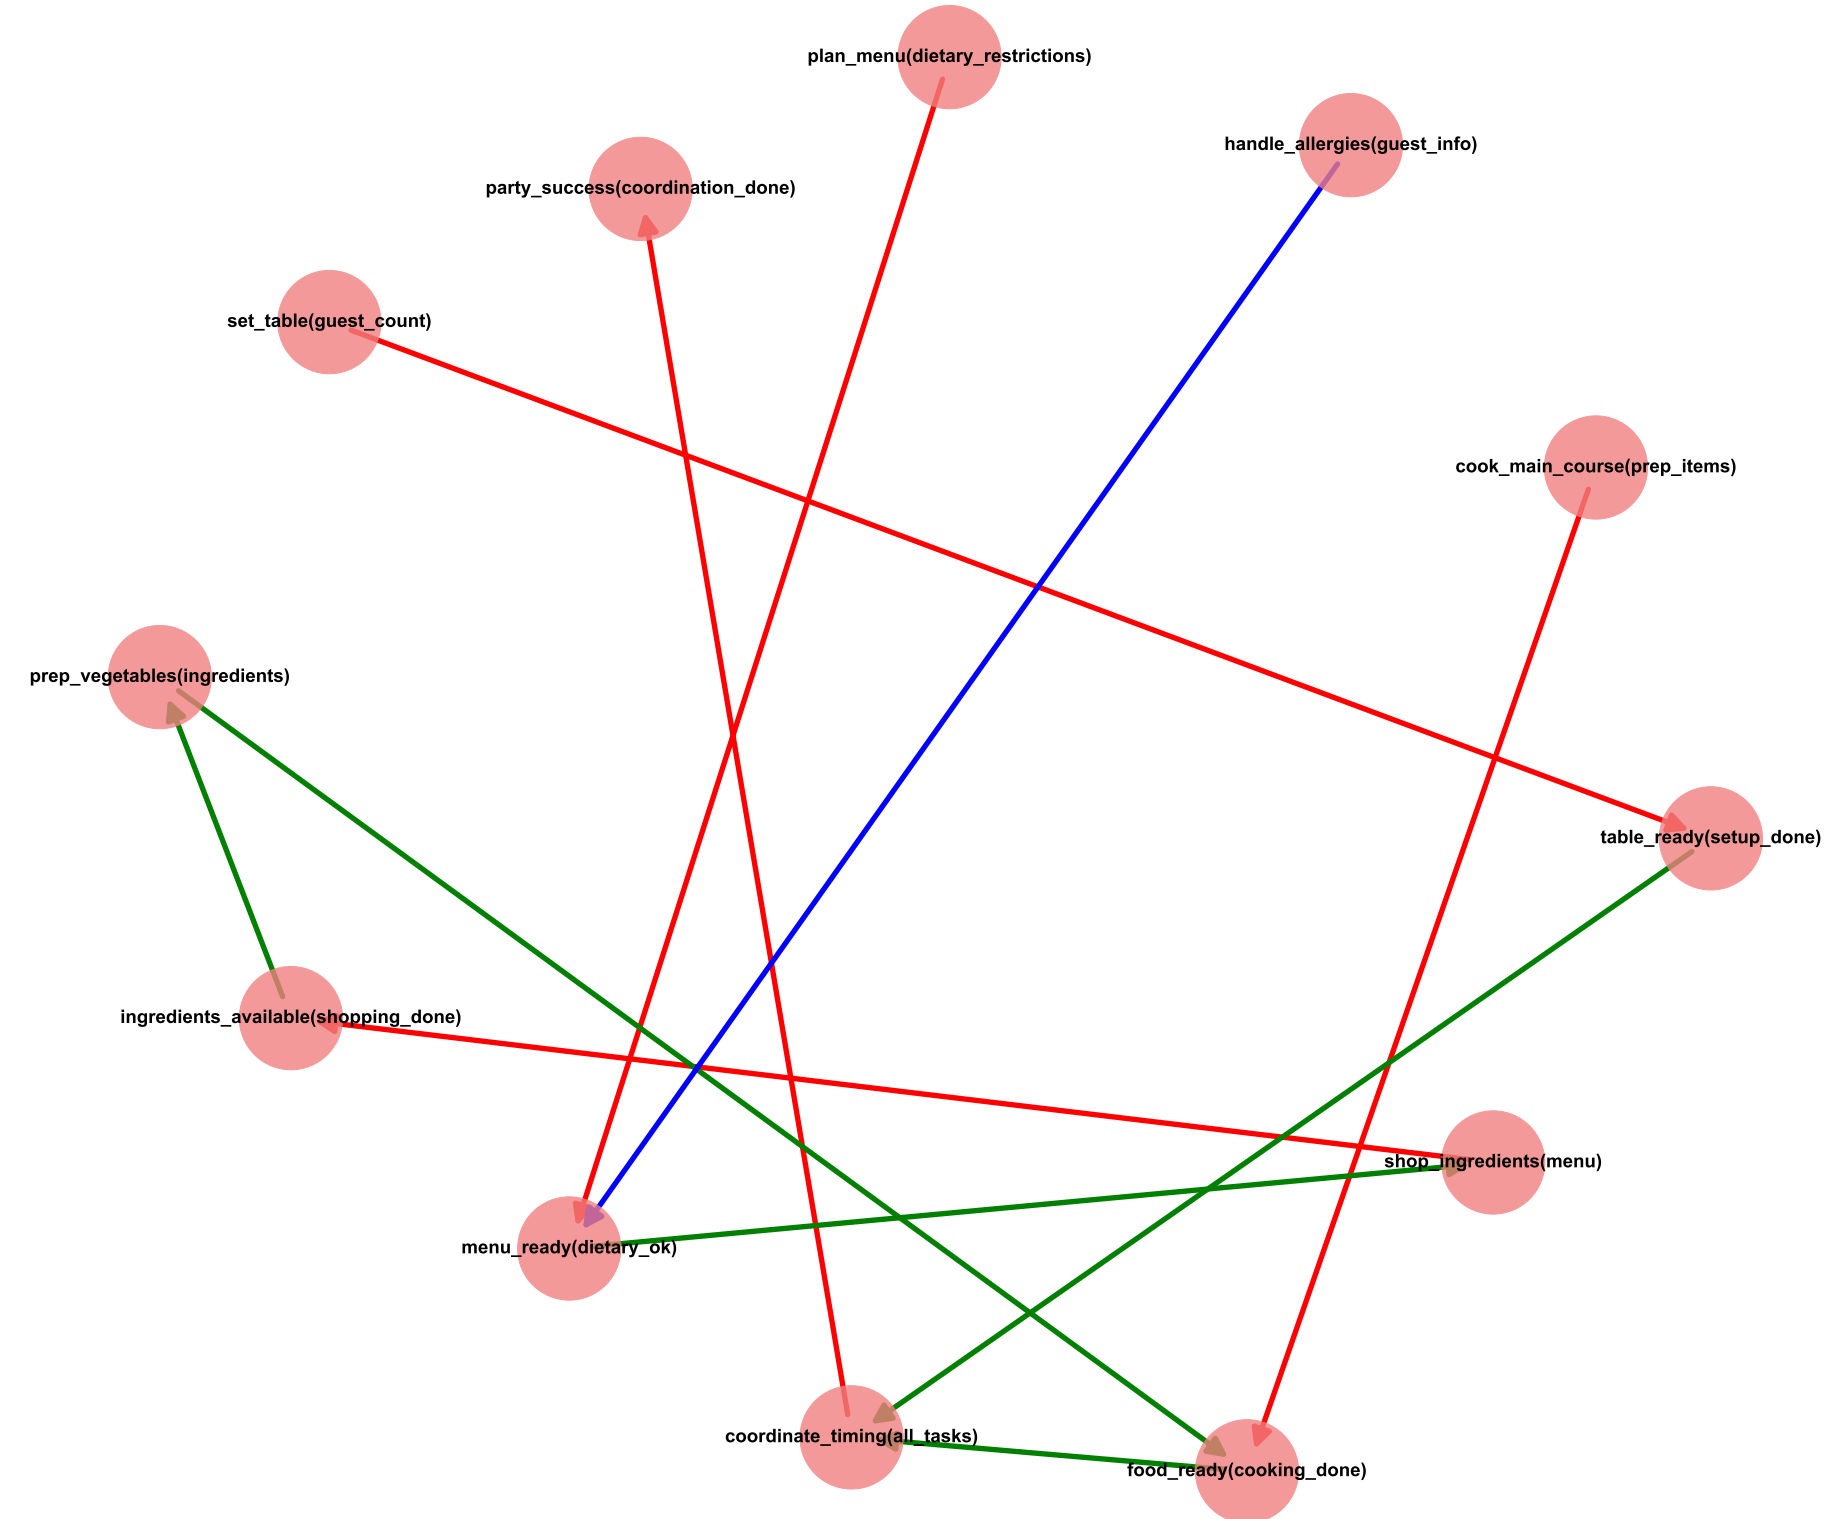 plan_menu(dietary_restrictions)
handle_allergies(guest_info)
party_success(coordination_done)
set_table(guest_count)
cook_main_course(prep_items)
prep_vegetables(ingredients)
table_ready(setup_done)
ingredients_available(shopping_done)
shop_ingredients(menu)
menu_ready(dietary_ok)
coordinate_timing(all_tasks)
food_ready(cooking_done)